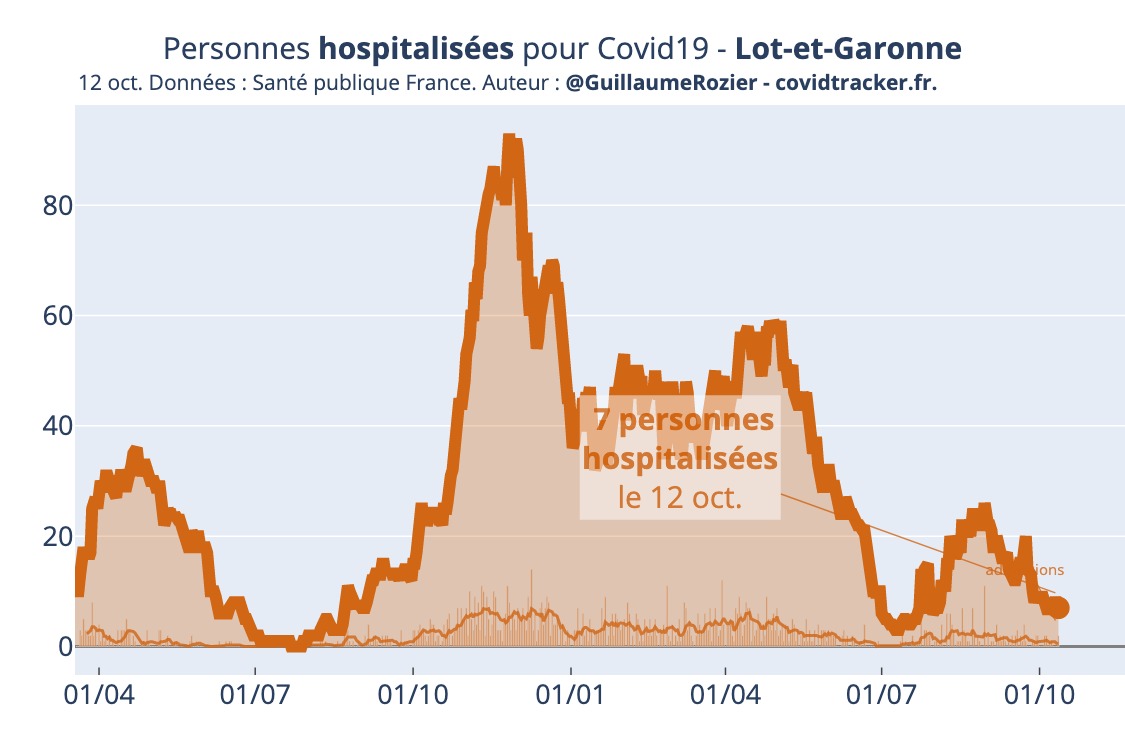 Personnes hospitalisées pour Covid19 - Lot-et-Garonne
12 oct. Données : Santé publique France. Auteur : @GuillaumeRozier - covidtracker.fr.
80
60
40
20
0
7 personnes
hospitalisées
le 12 oct.
01/04 01/07 01/10 01/01 01/04 01/07 01/10